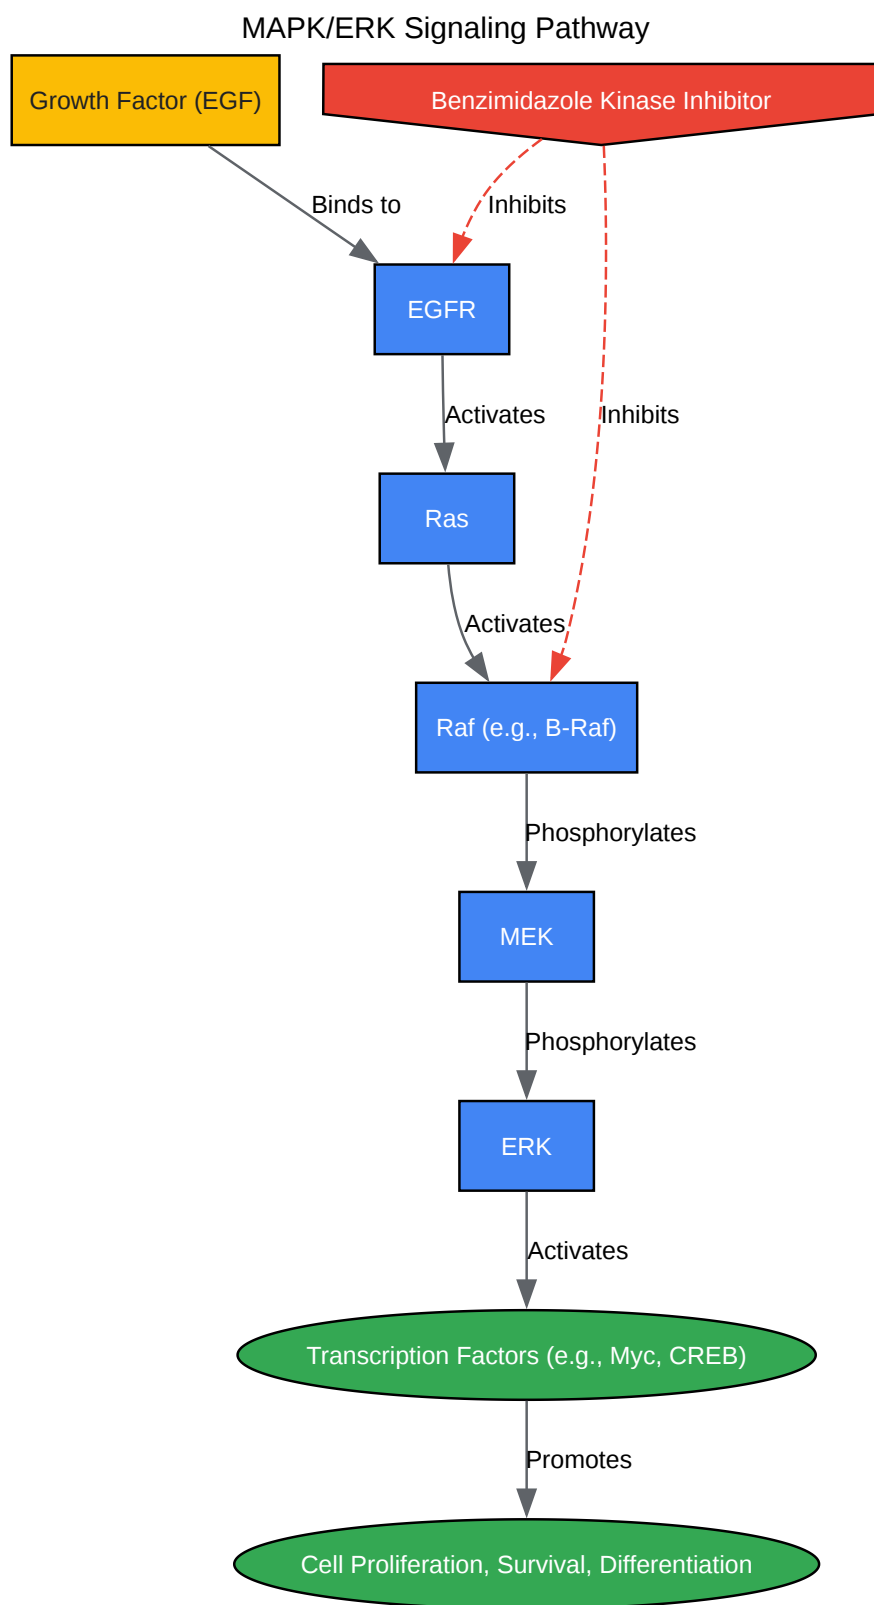 MAPK/ERK Signaling Pathway
Growth Factor (EGF)
Benzimidazole Kinase Inhibitor
Binds to
Inhibits
EGFR
Activates
Inhibits
Ras
Activates
Raf (e.g., B-Raf)
Phosphorylates
MEK
Phosphorylates
ERK
Activates
Transcription Factors (e.g., Myc, CREB)
Promotes
Cell Proliferation, Survival, Differentiation